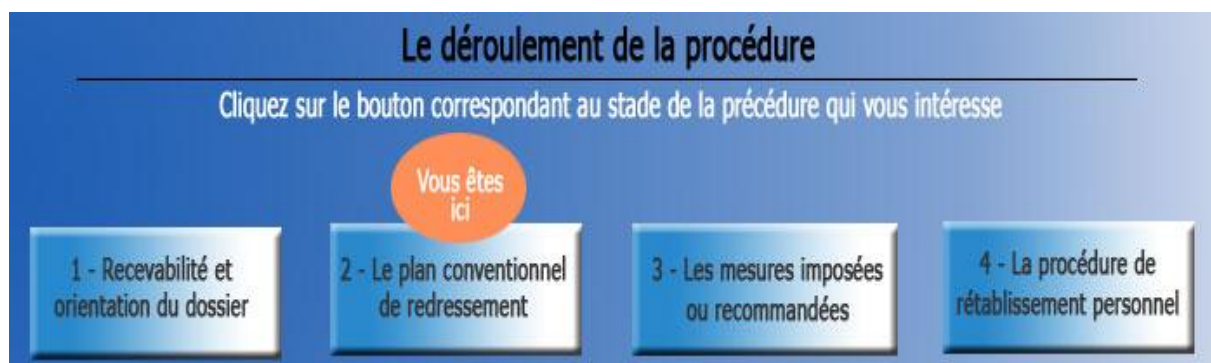 Le déroulement de la procédure
Cliquez sur le bouton correspondant au stade de la précédure qui vous intéresse
Vous êtes
ici
1 - Recevabilité et
orientation du dossier
2 - Le plan conventionnel
de redressement
3 - Les mesures imposées
ou recommandées
4 - La procédure de
rétablissement personnel